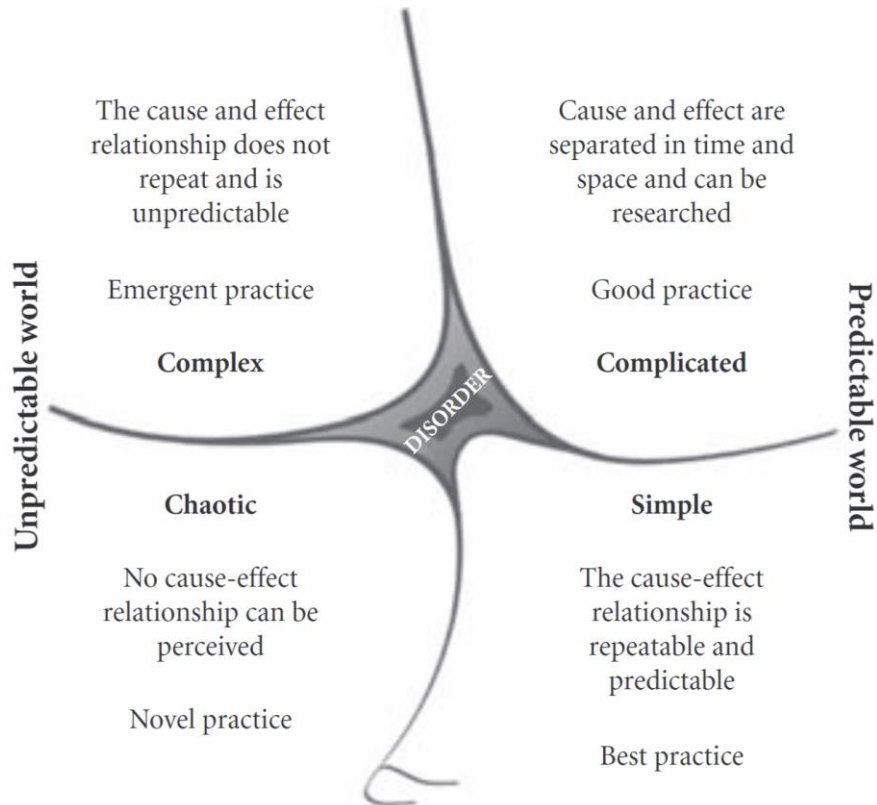 The cause and effect
relationship does not
repeat and is
unpredictable
Emergent practice
Complex
Cause and effect are
separated in time and
space and can be
researched
Good practice
Complicated
Unpredictable world
DISORDER
Predictable world
Chaotic
No cause-effect
relationship can be
perceived
Novel practice
Simple
The cause-effect
relationship is
repeatable and
predictable
Best practice